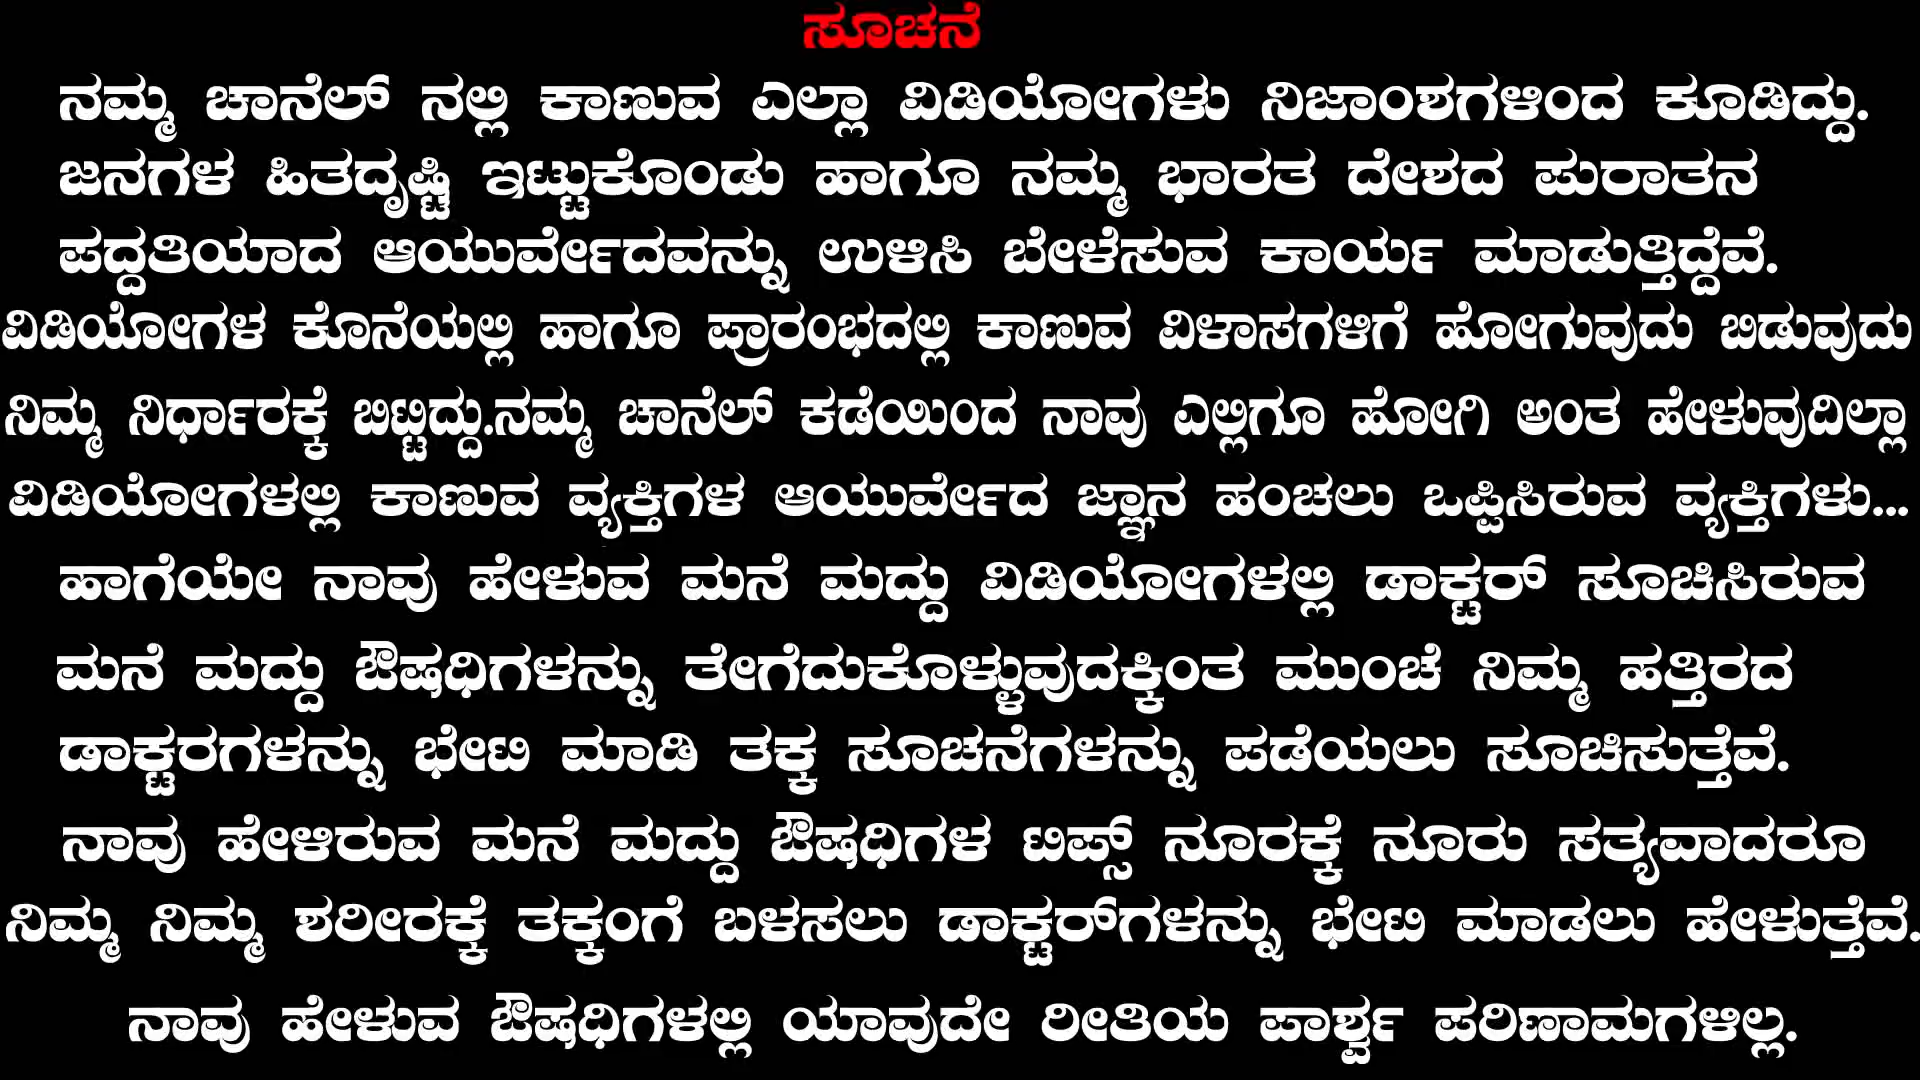 ಸೂಚನೆ
ನಮ್ಮ ಚಾನೆಲ್ ನಲ್ಲಿ ಕಾಣುವ ಎಲ್ಲಾ ವಿಡಿಯೋಗಳು ನಿಜಾಂಶಗಳಿಂದ ಕೂಡಿದ್ದು.
ಜನಗಳ ಹಿತದೃಷ್ಟಿ ಇಟ್ಟುಕೊಂಡು ಹಾಗೂ ನಮ್ಮ ಭಾರತ ದೇಶದ ಪುರಾತನ
ಪದ್ದತಿಯಾದ ಆಯುರ್ವೇದವನ್ನು ಉಳಿಸಿ ಬೇಳೆಸುವ ಕಾರ್ಯ ಮಾಡುತ್ತಿದ್ದೆವೆ.
ವಿಡಿಯೋಗಳ ಕೊನೆಯಲ್ಲಿ ಹಾಗೂ ಪ್ರಾರಂಭದಲ್ಲಿ ಕಾಣುವ ವಿಳಾಸಗಳಿಗೆ ಹೋಗುವುದು ಬಿಡುವುದು
ನಿಮ್ಮ ನಿರ್ಧಾರಕ್ಕೆ ಬಿಟ್ಟಿದ್ದು.ನಮ್ಮ ಚಾನೆಲ್ ಕಡೆಯಿಂದ ನಾವು ಎಲ್ಲಿಗೂ ಹೋಗಿ ಅಂತ ಹೇಳುವುದಿಲ್ಲಾ
ವಿಡಿಯೋಗಳಲ್ಲಿ ಕಾಣುವ ವ್ಯಕ್ತಿಗಳ ಆಯುರ್ವೇದ ಜ್ಞಾನ ಹಂಚಲು ಒಪ್ಪಿಸಿರುವ ವ್ಯಕ್ತಿಗಳು...
ಹಾಗೆಯೇ ನಾವು ಹೇಳುವ ಮನೆ ಮದ್ದು ವಿಡಿಯೋಗಳಲ್ಲಿ ಡಾಕ್ಟರ್ ಸೂಚಿಸಿರುವ
ಮನೆ ಮದ್ದು ಔಷಧಿಗಳನ್ನು ತೇಗೆದುಕೊಳ್ಳುವುದಕ್ಕಿಂತ ಮುಂಚೆ ನಿಮ್ಮ ಹತ್ತಿರದ
ಡಾಕ್ಟರಗಳನ್ನು ಭೇಟಿ ಮಾಡಿ ತಕ್ಕ ಸೂಚನೆಗಳನ್ನು ಪಡೆಯಲು ಸೂಚಿಸುತ್ತೆವೆ.
ನಾವು ಹೇಳಿರುವ ಮನೆ ಮದ್ದು ಔಷಧಿಗಳ ಟಿಪ್ಸ್ ನೂರಕ್ಕೆ ನೂರು ಸತ್ಯವಾದರೂ
ನಿಮ್ಮ ನಿಮ್ಮ ಶರೀರಕ್ಕೆ ತಕ್ಕಂಗೆ ಬಳಸಲು ಡಾಕ್ಟರ್‌ಗಳನ್ನು ಭೇಟಿ ಮಾಡಲು ಹೇಳುತ್ತೆವೆ.
ನಾವು ಹೇಳುವ ಔಷಧಿಗಳಲ್ಲಿ ಯಾವುದೇ ರೀತಿಯ ಪಾರ್ಶ್ವ ಪರಿಣಾಮಗಳಿಲ್ಲ.